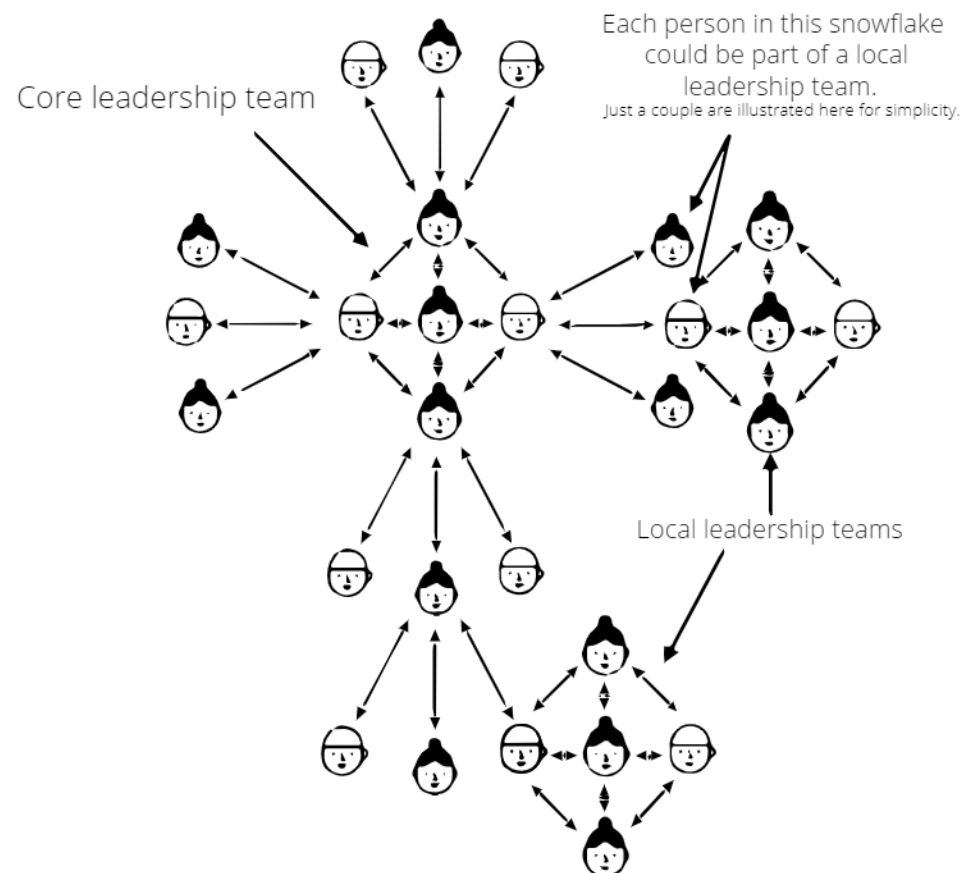 Core leadership team
Each person in this snowflake
could be part of a local
leadership team.
Just a couple are illustrated here for simplicity.
Local leadership teams